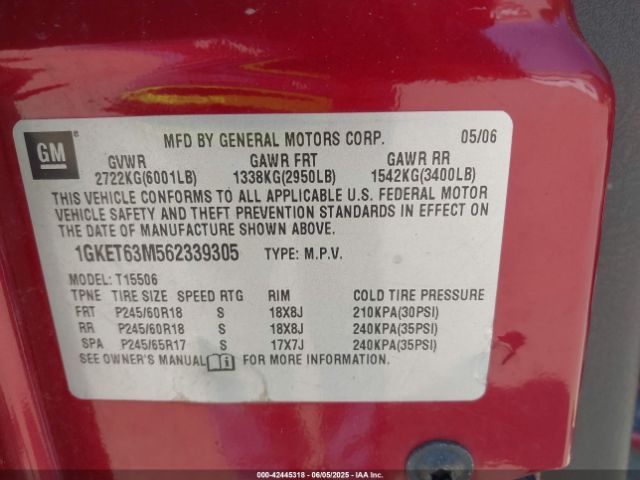 GM ®
MFD BY GENERAL MOTORS CORP. 05/06
GVWR GAWR FRT GAWR RR
2722KG(6001LB) 1338KG(2950LB) 1542KG(3400LB)
THIS VEHICLE CONFORMS TO ALL APPLICABLE U.S. FEDERAL MOTOR
VEHICLE SAFETY AND THEFT PREVENTION STANDARDS IN EFFECT ON
THE DATE OF MANUFACTURE SHOWN ABOVE.
1GKET63M562339305 TYPE: M.P.V.
MODEL: T15506
TPNE TIRE SIZE SPEED RTG RIM COLD TIRE PRESSURE
FRT P245/60R18 S 18X8J 210KPA(30PSI)
RR P245/60R18 S 18X8J 240KPA(35PSI)
SPA P245/65R17 S 17X7J 240KPA(35PSI)
SEE OWNER'S MANUAL FOR MORE INFORMATION.
000-42445318 - 06/05/2025 - IAA Inc.